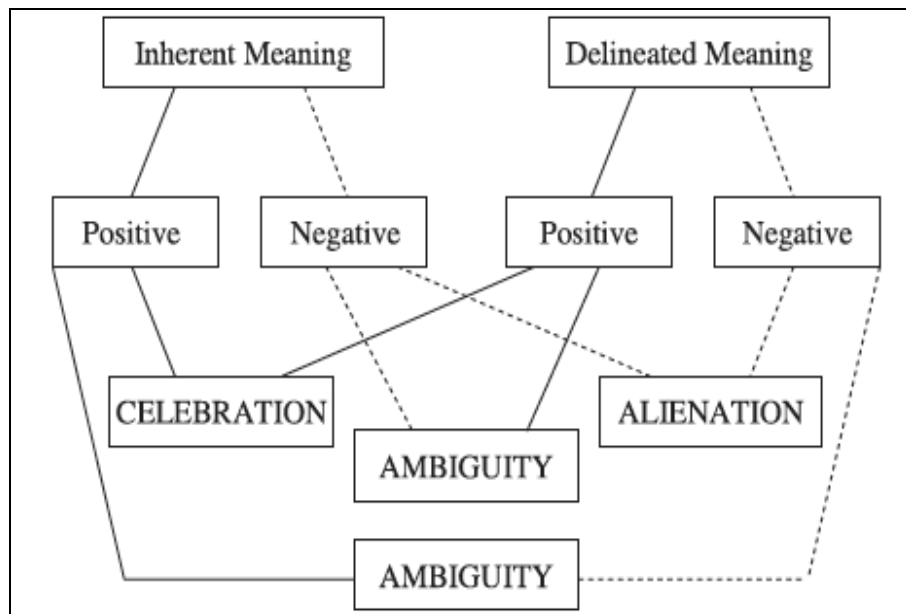 Inherent Meaning
Delineated Meaning
Positive
Negative
Positive
Negative
CELEBRATION
ALIENATION
AMBIGUITY
AMBIGUITY